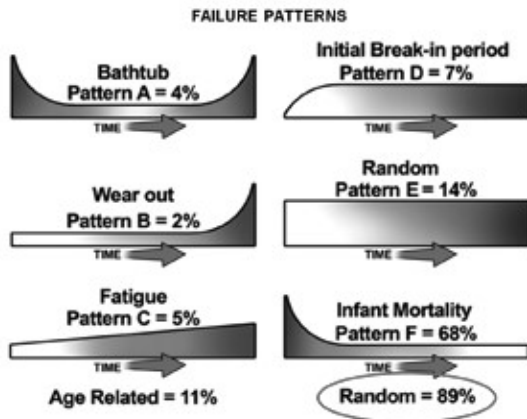 FAILURE PATTERNS
Bathtub
Pattern A = 4%
TIME
Wear out
Pattern B = 2%
TIME
Fatigue
Pattern C = 5%
TIME
Age Related = 11%
Initial Break-in period
Pattern D = 7%
TIME
Random
Pattern E = 14%
TIME
Infant Mortality
Pattern F = 68%
TIME
Random = 89%